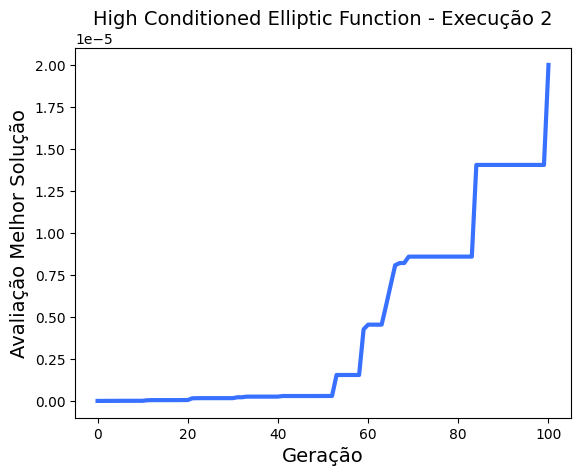 High Conditioned Elliptic Function - Execução 2
1e−5
2.00
1.75
1.50
1.25
1.00
0.75
0.50
0.25
0.00
Avaliação Melhor Solução
0 20 40 60 80 100
Geração